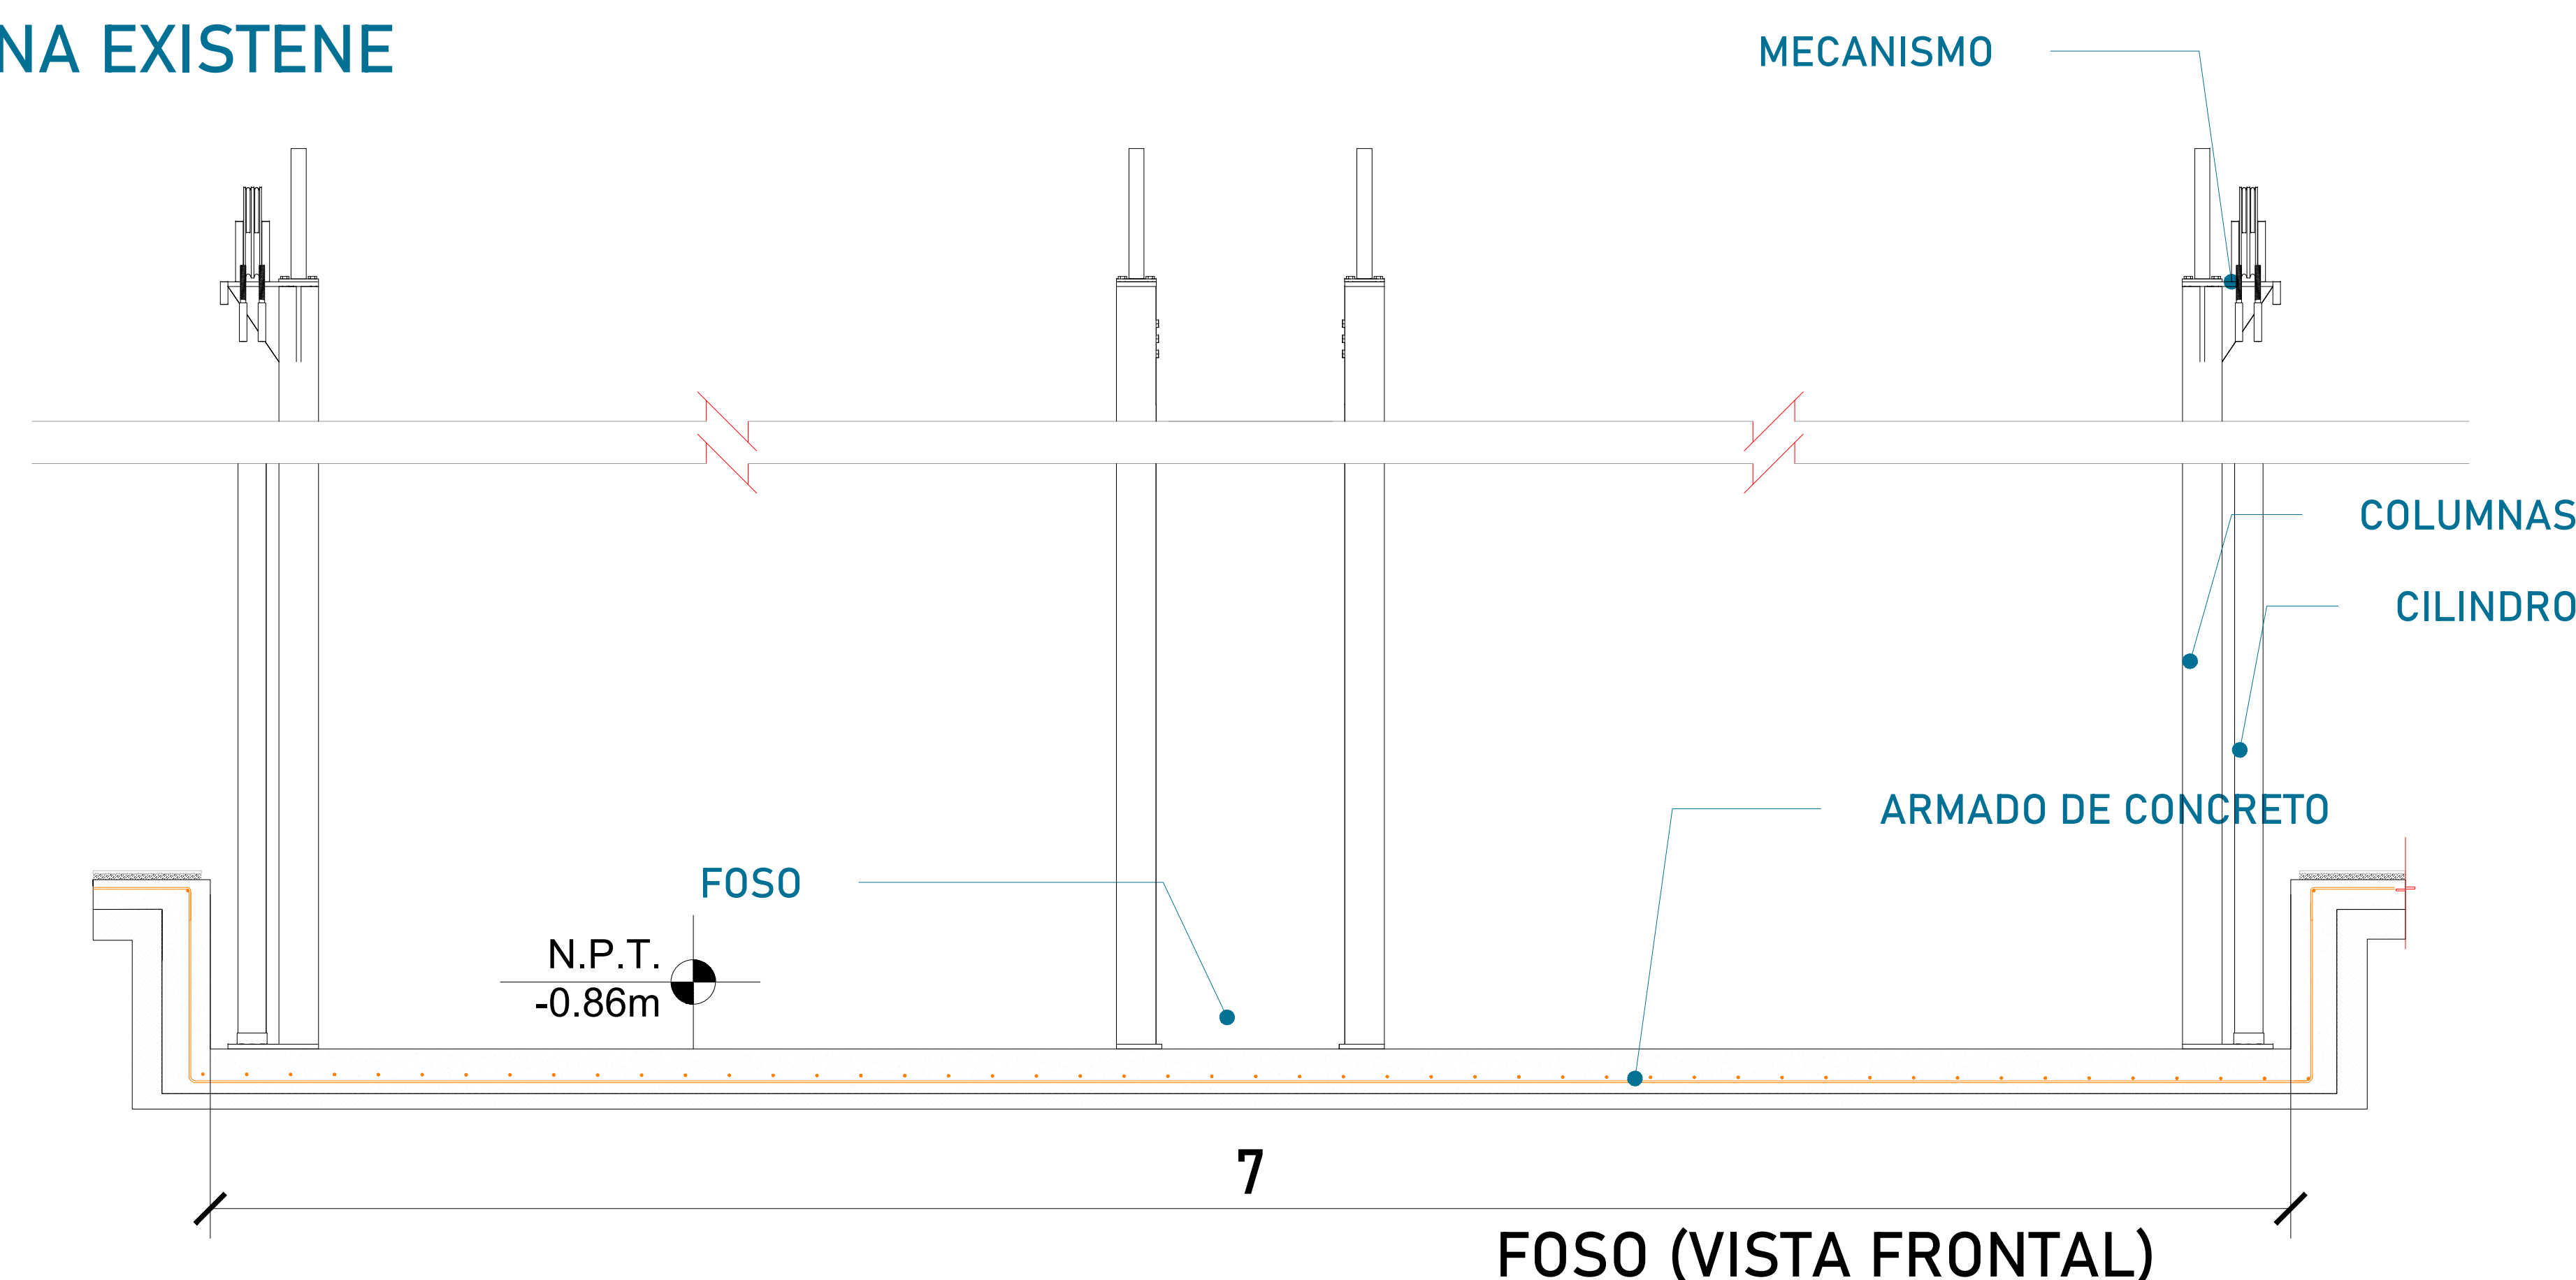 NA EXISTENE
MECANISMO
COLUMNAS
CILINDRO
ARMADO DE CONCRETO
FOSO
N.P.T.
-0.86m
7
FOSO (VISTA FRONTAL)